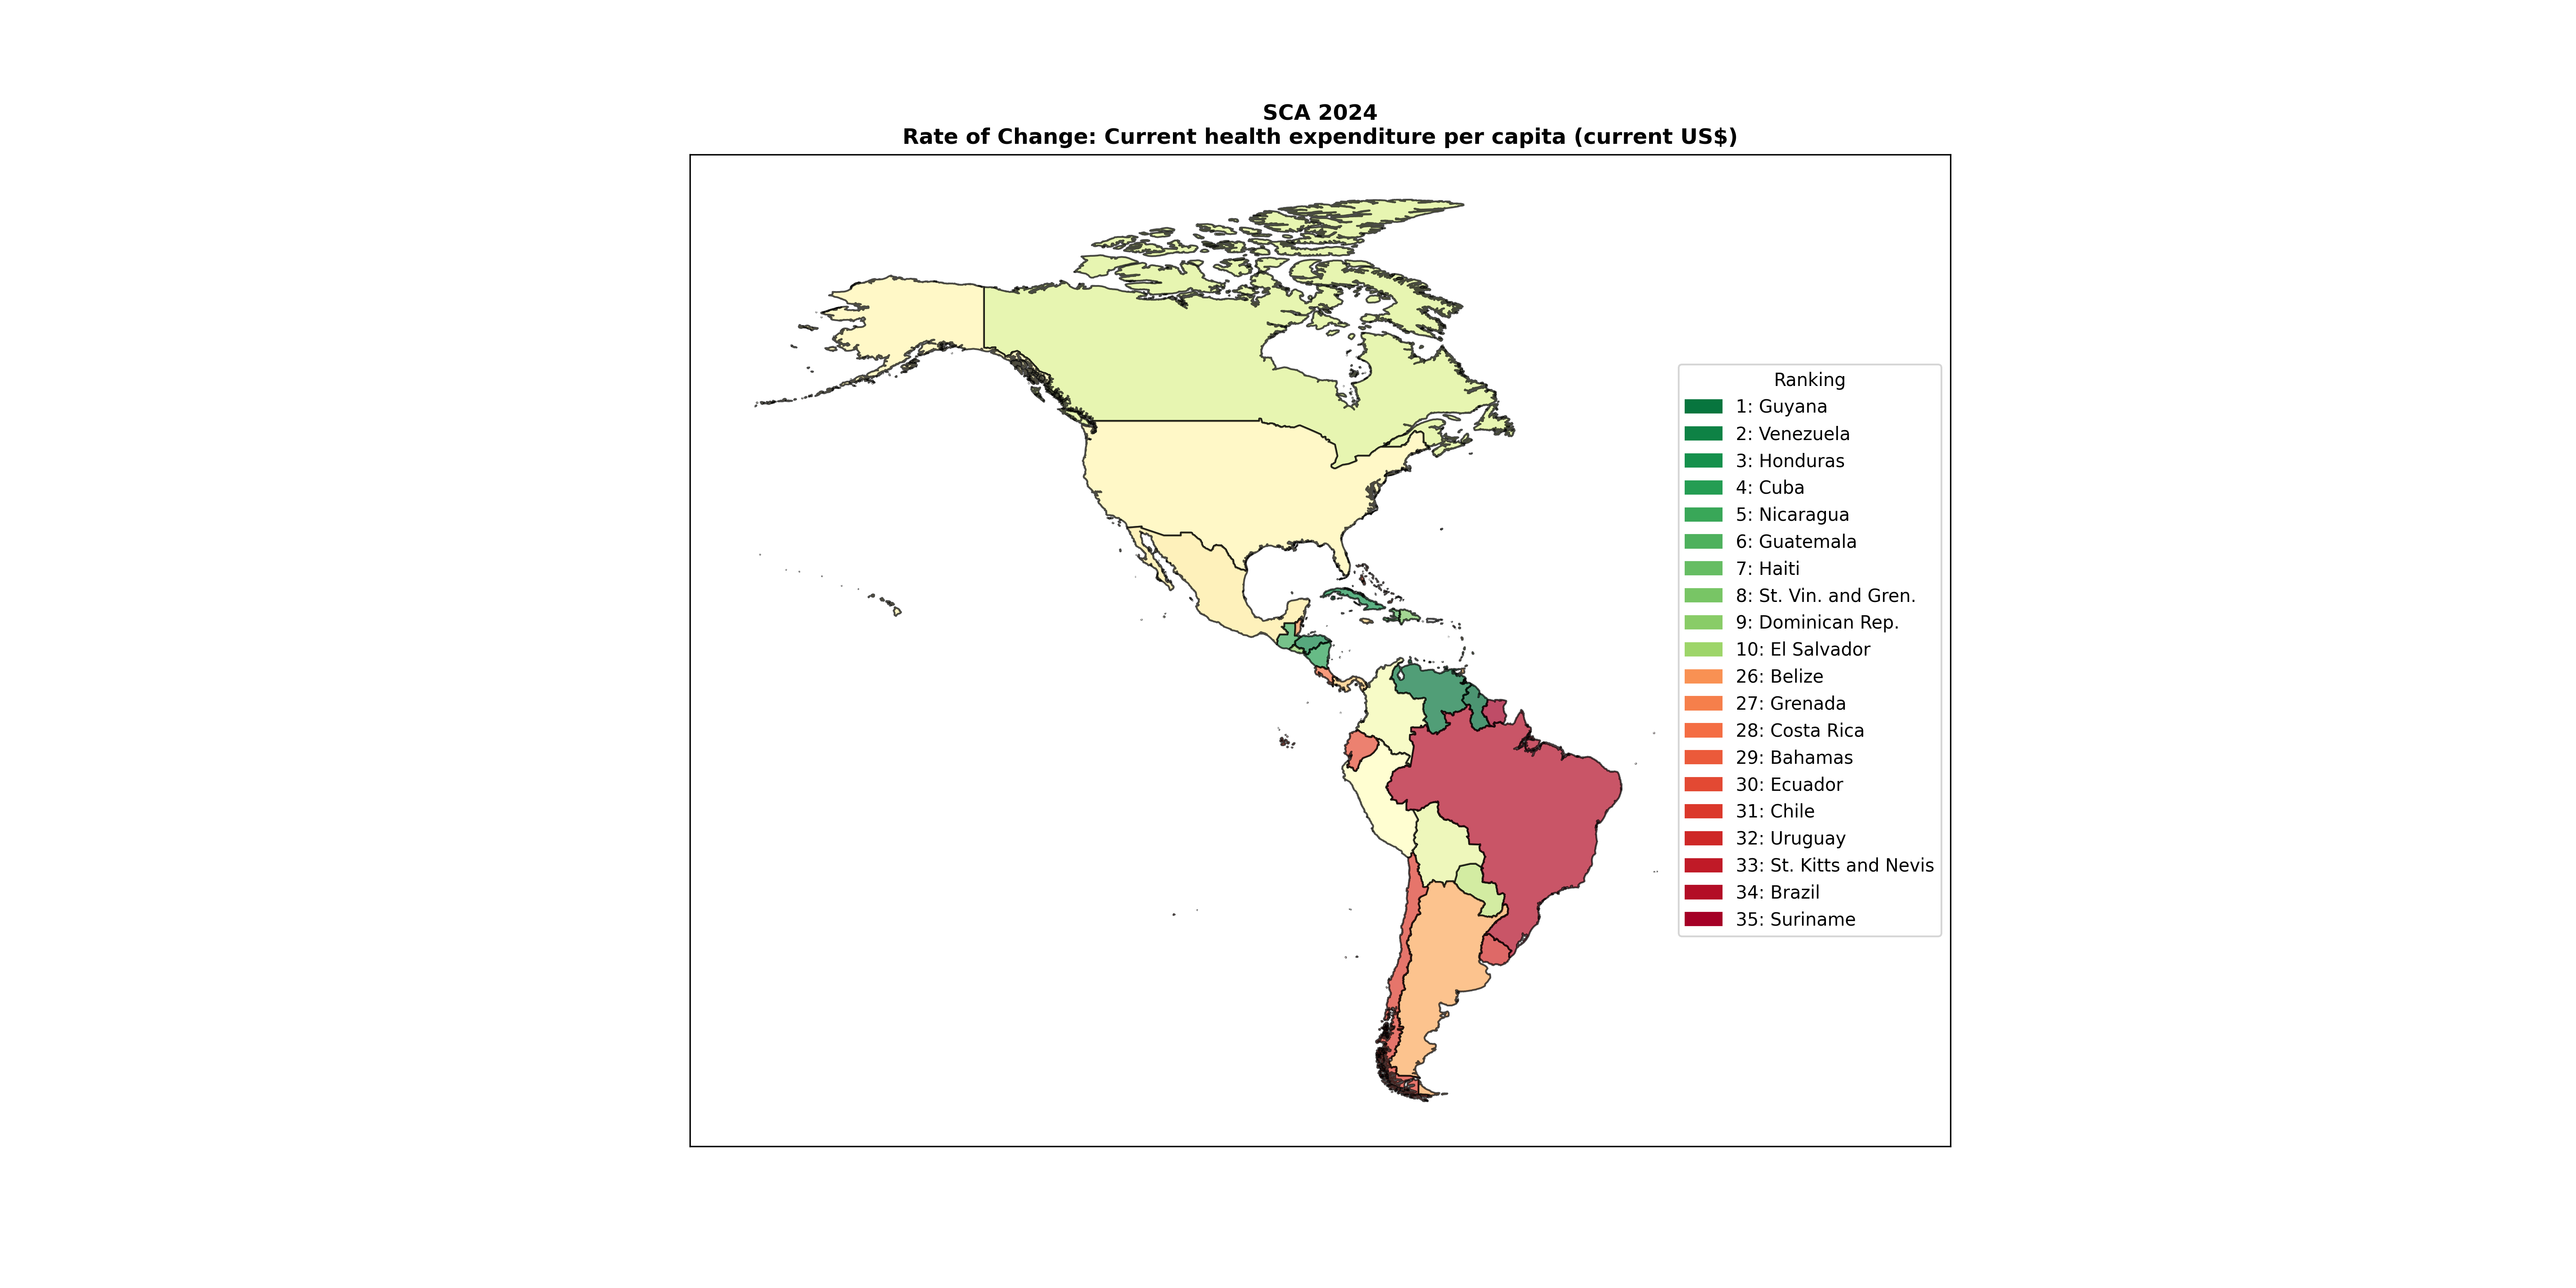 SCA 2024
Rate of Change: Current health expenditure per capita (current US$)
Ranking
1: Guyana
2: Venezuela
3: Honduras
4: Cuba
5: Nicaragua
6: Guatemala
7: Haiti
8: St. Vin. and Gren.
9: Dominican Rep.
10: El Salvador
26: Belize
27: Grenada
28: Costa Rica
29: Bahamas
30: Ecuador
31: Chile
32: Uruguay
33: St. Kitts and Nevis
34: Brazil
35: Suriname